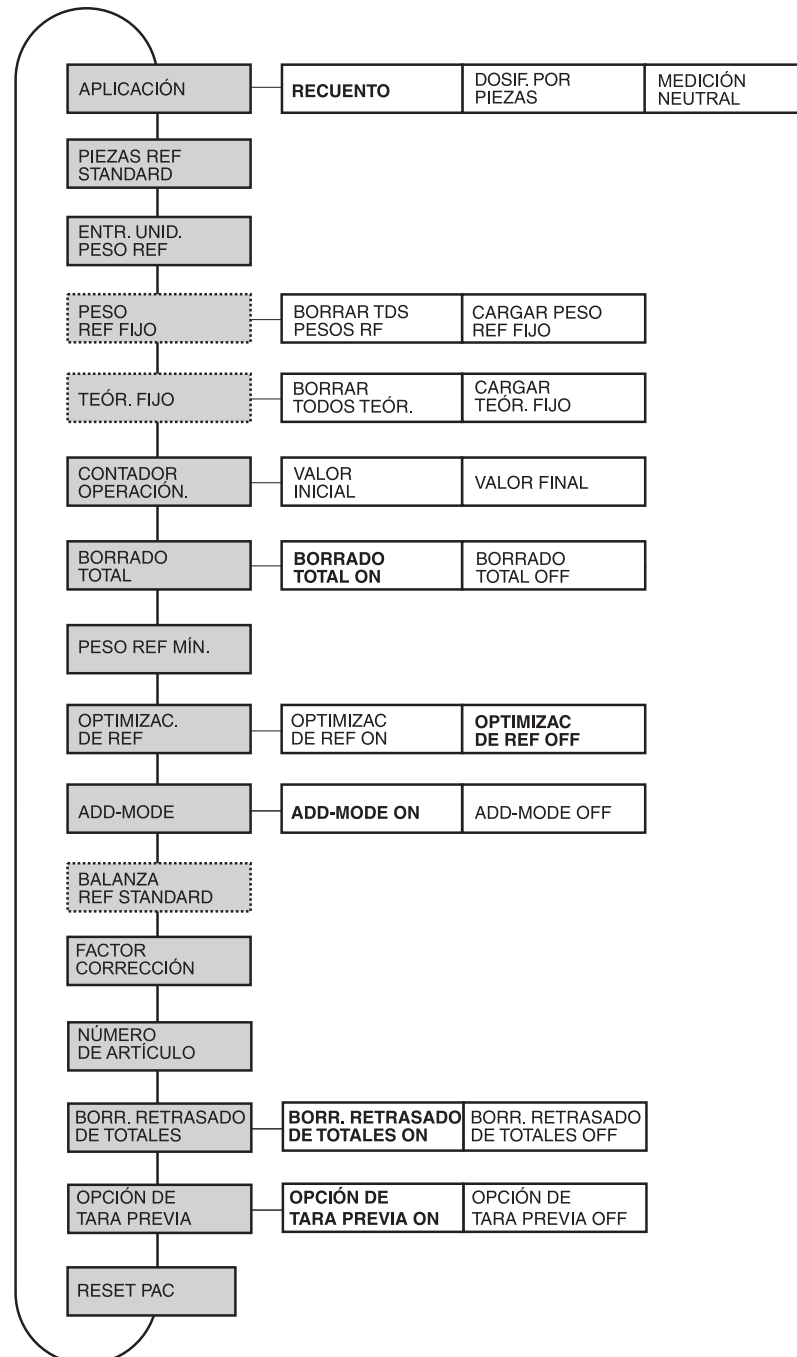 APLICACIÓN
RECUENTO
DOSIF. POR
PIEZAS
MEDICIÓN
NEUTRAL
PIEZAS REF
STANDARD
ENTR. UNID.
PESO REF
PESO
REF FIJO
BORRAR TDS
PESOS RF
CARGAR PESO
REF FIJO
TEÓR. FIJO
BORRAR
TODOS TEÓR.
CARGAR
TEÓR. FIJO
CONTADOR
OPERACIÓN.
VALOR
INICIAL
VALOR FINAL
BORRADO
TOTAL
BORRADO
TOTAL ON
BORRADO
TOTAL OFF
PESO REF MÍN.
OPTIMIZAC.
DE REF
OPTIMIZAC
DE REF ON
OPTIMIZAC
DE REF OFF
ADD-MODE
ADD-MODE ON
ADD-MODE OFF
BALANZA
REF STANDARD
FACTOR
CORRECCIÓN
NÚMERO
DE ARTÍCULO
BORR. RETRASADO
DE TOTALES
BORR. RETRASADO
DE TOTALES ON
BORR. RETRASADO
DE TOTALES OFF
OPCIÓN DE
TARA PREVIA
OPCIÓN DE
TARA PREVIA ON
OPCIÓN DE
TARA PREVIA OFF
RESET PAC